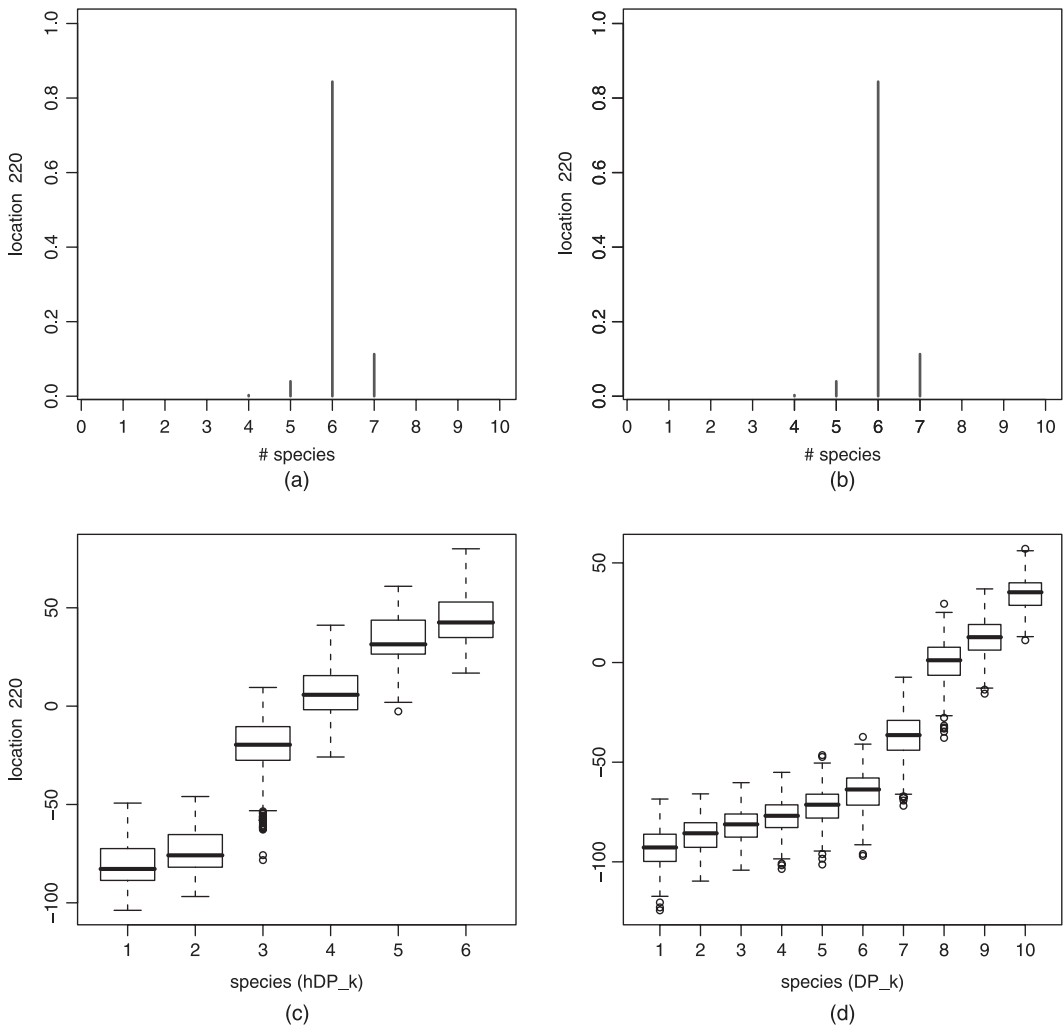 location 220
0.0 0.2 0.4 0.6 0.8 1.0
0 1 2 3 4 5 6 7 8 9 10
# species
(a)
location 220
0.0 0.2 0.4 0.6 0.8 1.0
0 1 2 3 4 5 6 7 8 9 10
# species
(b)
location 220
−100 −50 0 50
1 2 3 4 5 6
species (hDP_k)
(c)
−100 −50 0 50
1 2 3 4 5 6 7 8 9 10
species (DP_k)
(d)